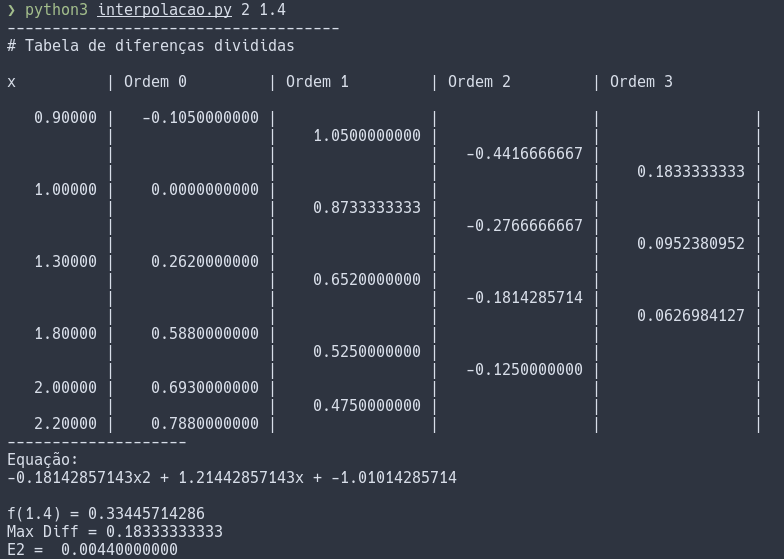 ❯ python3 interpolacao.py 2 1.4
-------------------------------------
# Tabela de diferenças divididas
x | Ordem 0 | Ordem 1 | Ordem 2 | Ordem 3
0.90000 | -0.1050000000 | | | |
| | 1.0500000000 | | |
| | | -0.4416666667 | |
| | | | 0.1833333333 |
1.00000 | 0.0000000000 | | | |
| | 0.8733333333 | | |
| | | -0.2766666667 | |
| | | | 0.0952380952 |
1.30000 | 0.2620000000 | | | |
| | 0.6520000000 | | |
| | | -0.1814285714 | |
| | | | 0.0626984127 |
1.80000 | 0.5880000000 | | | |
| | 0.5250000000 | | |
| | | -0.1250000000 | |
2.00000 | 0.6930000000 | | | |
| | 0.4750000000 | | |
2.20000 | 0.7880000000 | | | |
--------------------
Equação:
-0.18142857143x2 + 1.21442857143x + -1.01014285714
f(1.4) = 0.33445714286
Max Diff = 0.18333333333
E2 =  0.00440000000